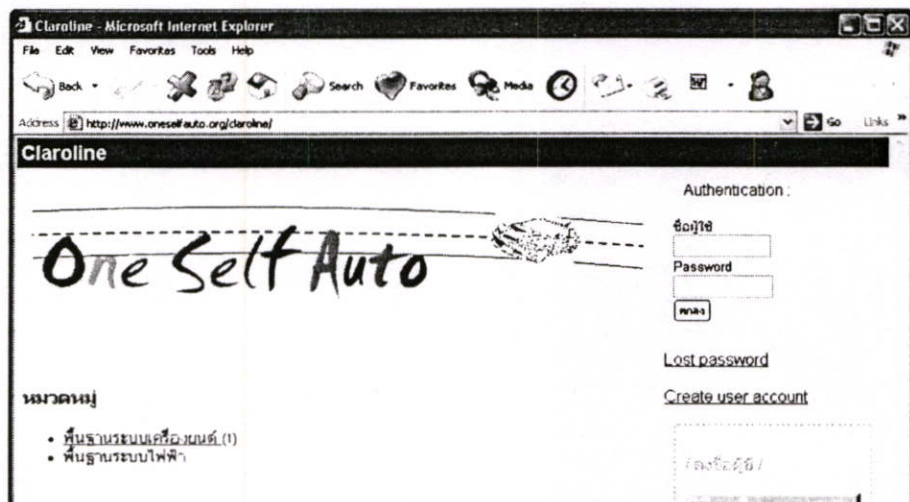 Claroline - Microsoft Internet Explorer
File Edit View Favorites Tools Help
Back Search Favorites Media
Address http://www.oneselfauto.org/claroline/ Go Links »
Claroline
Authentication :
One Self Auto
ชื่อผู้ใช้
Password
ตกลง
Lost password
หมวดหมู่
Create user account
• พื้นฐานระบบเครื่องยนต์ (1)
• พื้นฐานระบบไฟฟ้า